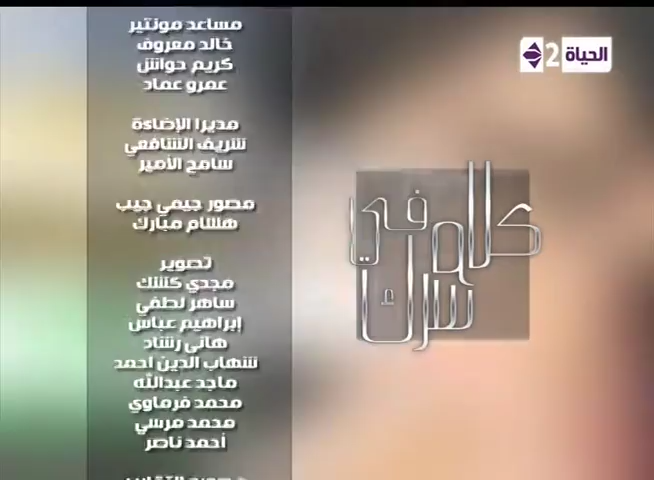 مساعد مونتير
خالد معروف
كريم حواش
عمرو عماد
مديرا الإضاءة
شريف الشافعي
سامح الأمير
مصور جيمي جيب
هشام مبارك
تصوير
مجدي كشك
ساهر لطفي
إبراهيم عباس
هانى رشاد
شهاب الدين احمد
ماجد عبدالله
محمد فرماوي
محمد مرسي
أحمد ناصر
الحياة 2
كلام في
سرك